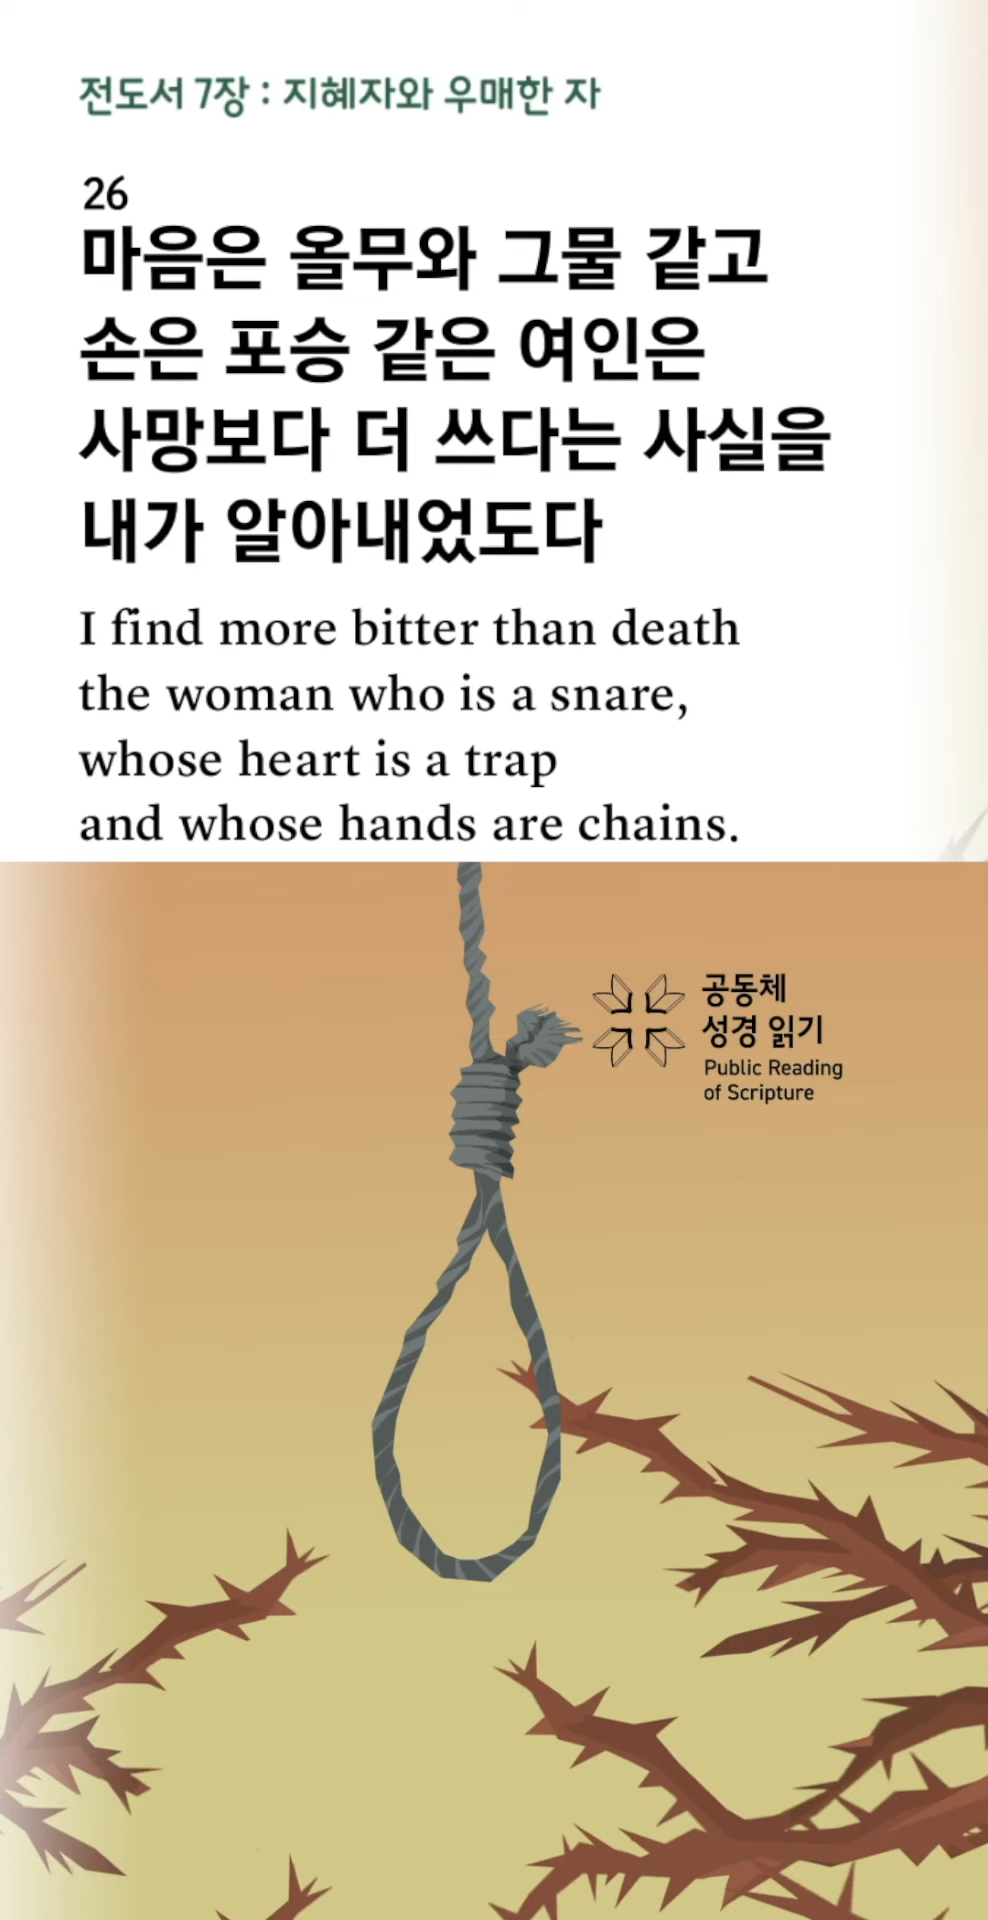 전도서 7장 : 지혜자와 우매한 자
26
마음은 올무와 그물 같고
손은 포승 같은 여인은
사망보다 더 쓰다는 사실을
내가 알아내었도다
I find more bitter than death
the woman who is a snare,
whose heart is a trap
and whose hands are chains.
공동체
성경 읽기
Public Reading
of Scripture